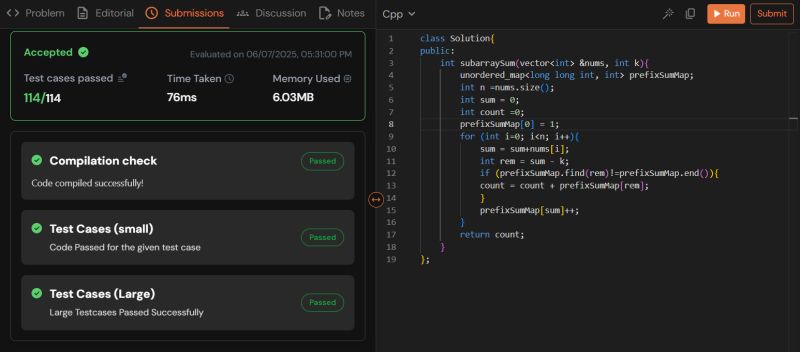 <> Problem Editorial Submissions Discussion Notes
Accepted
Evaluated on 06/07/2025, 05:31:00 PM
Test cases passed Time Taken Memory Used
114/114 76ms 6.03MB
Compilation check Passed
Code compiled successfully!
Test Cases (small) Passed
Code Passed for the given test case
Test Cases (Large) Passed
Large Testcases Passed Successfully
Cpp Run Submit
1 class Solution{
2 public:
3 int subarraySum(vector<int> &nums, int k){
4 unordered_map<long long int, int> prefixSumMap;
5 int n =nums.size();
6 int sum = 0;
7 int count =0;
8 prefixSumMap[0] = 1;
9 for (int i=0; i<n; i++){
10 sum = sum+nums[i];
11 int rem = sum - k;
12 if (prefixSumMap.find(rem)!=prefixSumMap.end()){
13 count = count + prefixSumMap[rem];
14 }
15 prefixSumMap[sum]++;
16 }
17 return count;
18 }
19 };